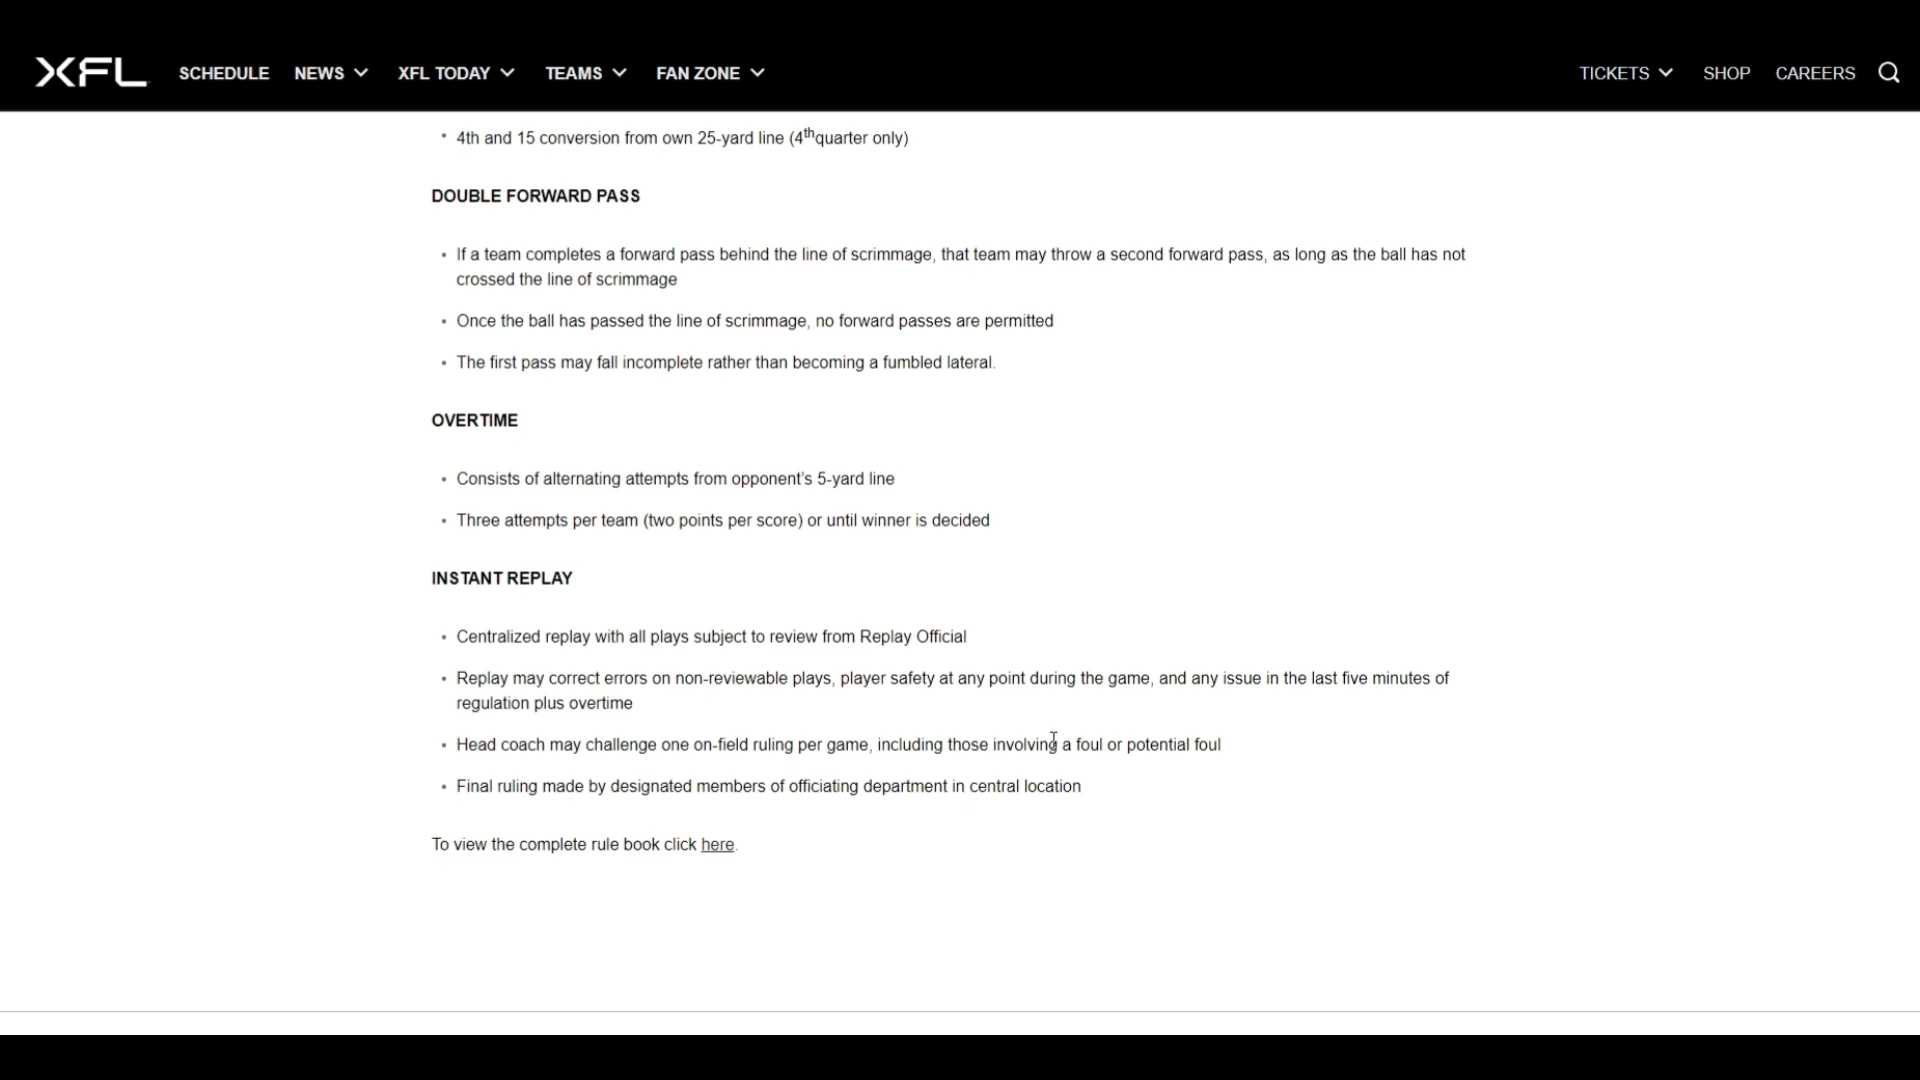 XFL SCHEDULE NEWS XFL TODAY TEAMS FAN ZONE TICKETS SHOP CAREERS
• 4th and 15 conversion from own 25-yard line (4thquarter only)
DOUBLE FORWARD PASS
• If a team completes a forward pass behind the line of scrimmage, that team may throw a second forward pass, as long as the ball has not
crossed the line of scrimmage
• Once the ball has passed the line of scrimmage, no forward passes are permitted
• The first pass may fall incomplete rather than becoming a fumbled lateral.
OVERTIME
• Consists of alternating attempts from opponent's 5-yard line
• Three attempts per team (two points per score) or until winner is decided
INSTANT REPLAY
• Centralized replay with all plays subject to review from Replay Official
• Replay may correct errors on non-reviewable plays, player safety at any point during the game, and any issue in the last five minutes of
regulation plus overtime
• Head coach may challenge one on-field ruling per game, including those involving a foul or potential foul
• Final ruling made by designated members of officiating department in central location
To view the complete rule book click here.